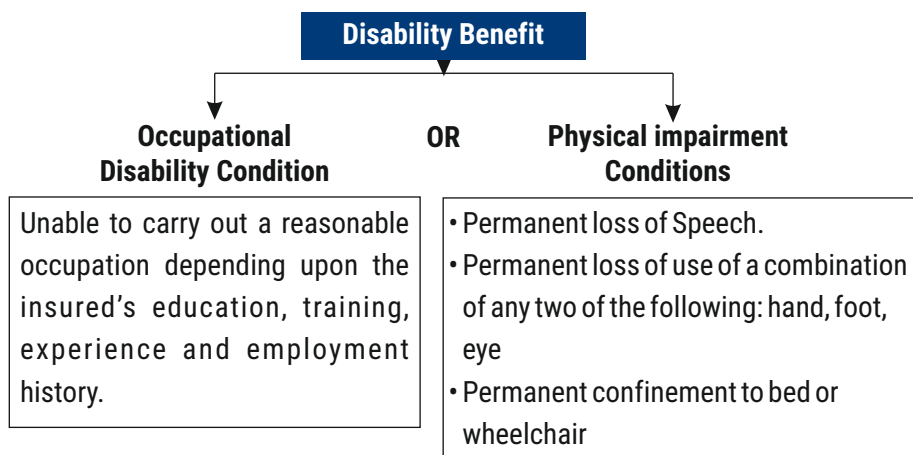 Disability Benefit
Occupational
Disability Condition
OR
Physical impairment
Conditions
Unable to carry out a reasonable
occupation depending upon the
insured’s education, training,
experience and employment
history.
• Permanent loss of Speech.
• Permanent loss of use of a combination
of any two of the following: hand, foot,
eye
• Permanent confinement to bed or
wheelchair